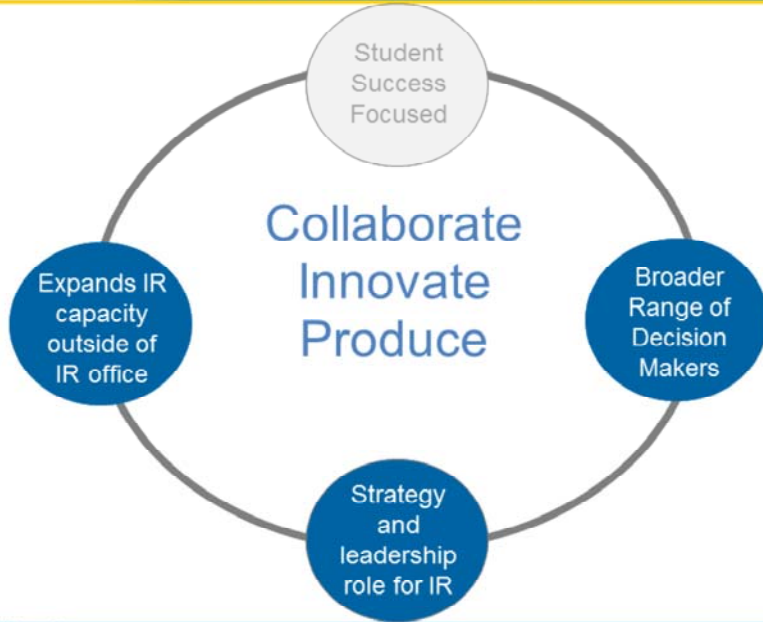 Student
Success
Focused
Collaborate
Innovate
Produce
Expands IR
capacity
outside of
IR office
Broader
Range of
Decision
Makers
Strategy
and
leadership
role for IR